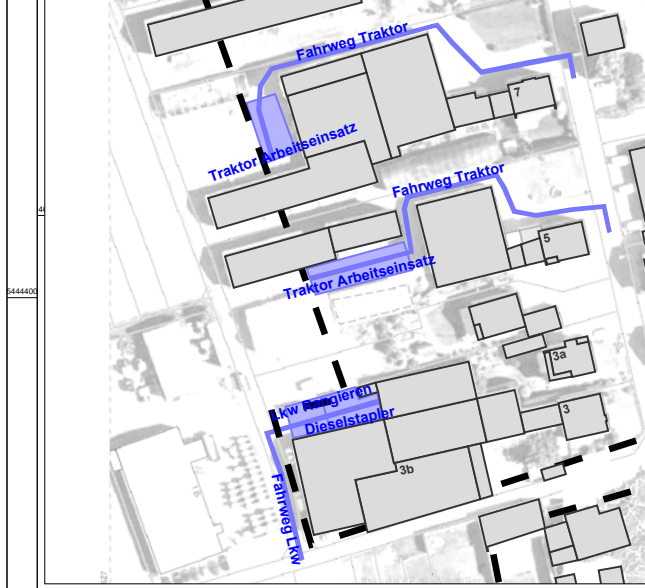 Fahrweg Traktor
7
Traktor Arbeitseinsatz
Fahrweg Traktor
5
Traktor Arbeitseinsatz
5444400
3a
Lkw Rangieren
Dieselstapler
3
3b
Fahrweg Lkw